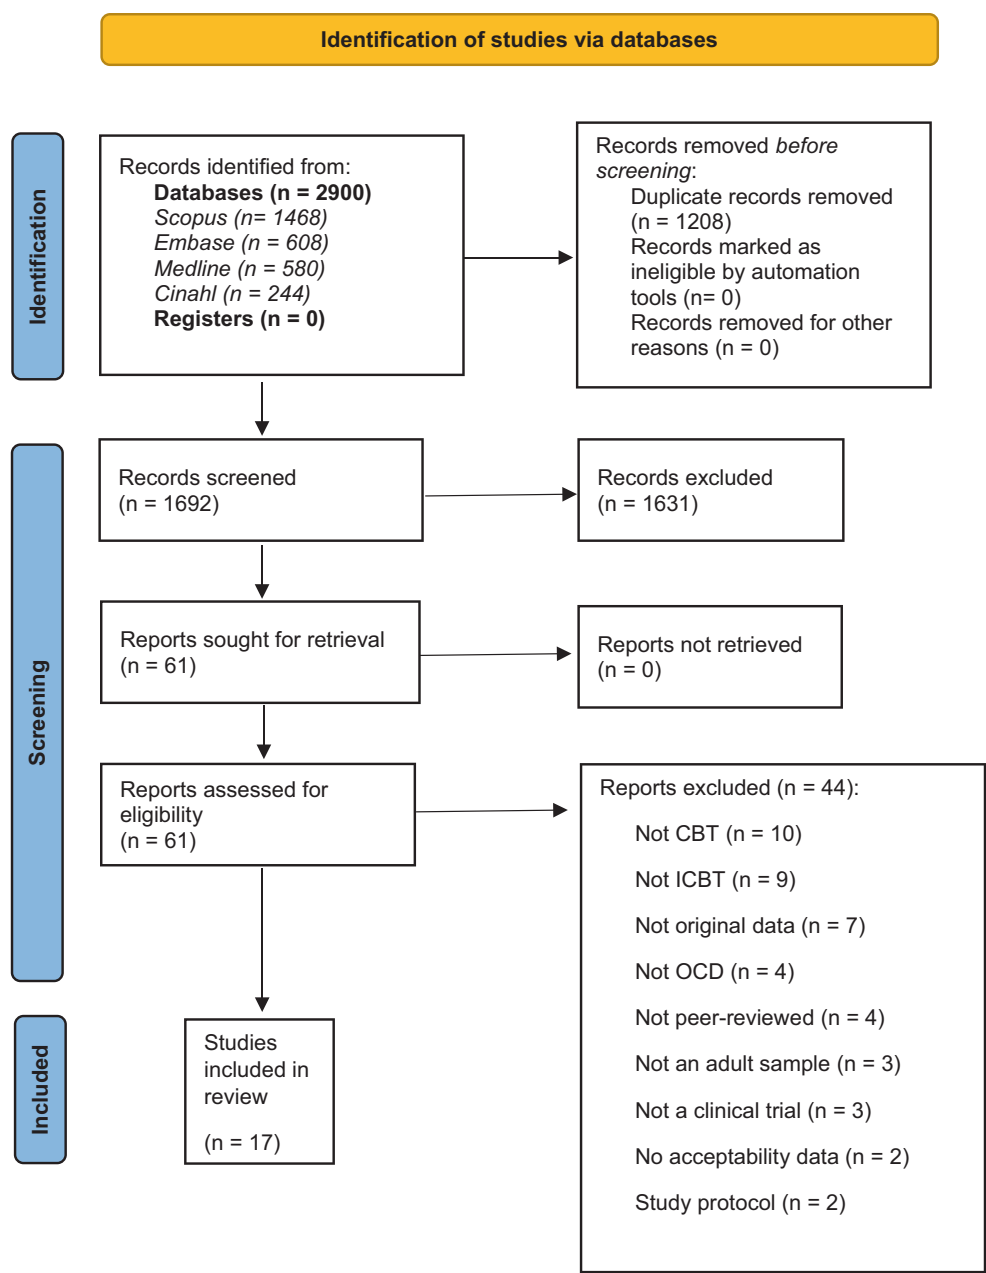 Identification of studies via databases
Identification
Records identified from:
Databases (n = 2900)
Scopus (n= 1468)
Embase (n = 608)
Medline (n = 580)
Cinahl (n = 244)
Registers (n = 0)
Records removed before
screening:
Duplicate records removed
(n = 1208)
Records marked as
ineligible by automation
tools (n= 0)
Records removed for other
reasons (n = 0)
Screening
Records screened
(n = 1692)
Records excluded
(n = 1631)
Reports sought for retrieval
(n = 61)
Reports not retrieved
(n = 0)
Reports assessed for
eligibility
(n = 61)
Reports excluded (n = 44):
Not CBT (n = 10)
Not ICBT (n = 9)
Not original data (n = 7)
Not OCD (n = 4)
Not peer-reviewed (n = 4)
Not an adult sample (n = 3)
Not a clinical trial (n = 3)
No acceptability data (n = 2)
Study protocol (n = 2)
Included
Studies
included in
review
(n = 17)